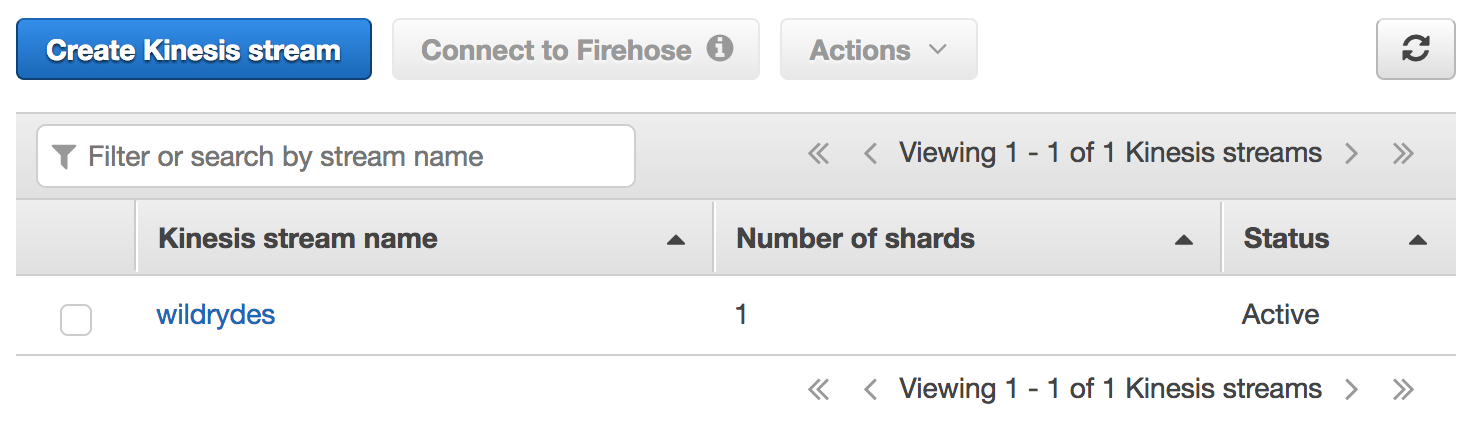 Create Kinesis stream Connect to Firehose Actions
Filter or search by stream name Viewing 1 - 1 of 1 Kinesis streams
Kinesis stream name Number of shards Status
wildrydes 1 Active
Viewing 1 - 1 of 1 Kinesis streams